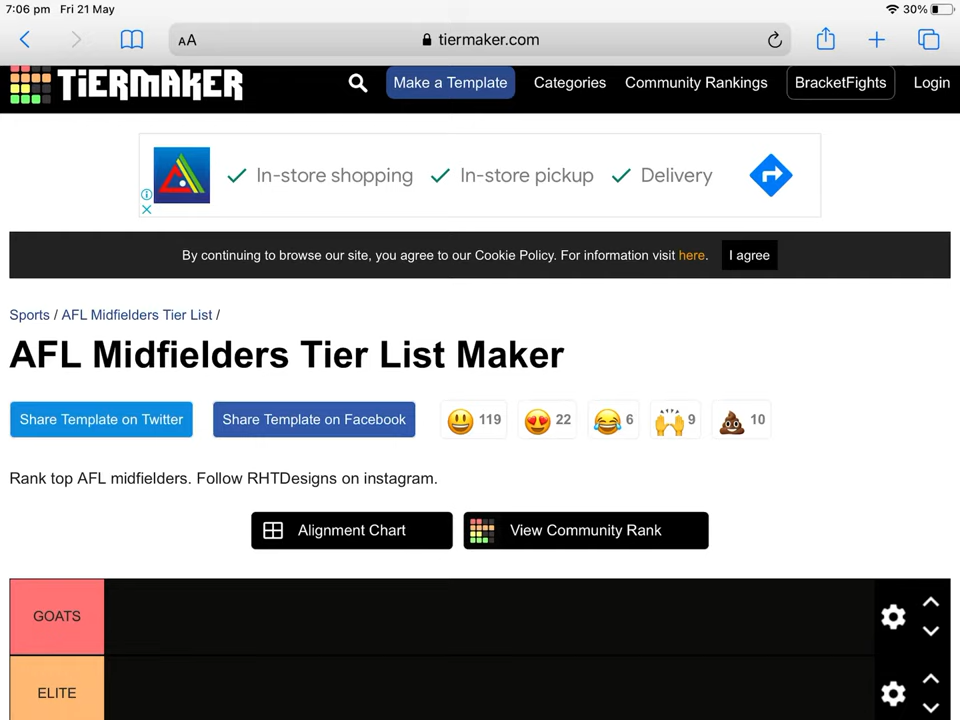 7:06 pm Fri 21 May 30%
AA tiermaker.com
TiERMAKER Make a Template Categories Community Rankings BracketFights Login
In-store shopping In-store pickup Delivery
By continuing to browse our site, you agree to our Cookie Policy. For information visit here. I agree
Sports / AFL Midfielders Tier List /
AFL Midfielders Tier List Maker
Share Template on Twitter Share Template on Facebook 119 22 6 9 10
Rank top AFL midfielders. Follow RHTDesigns on instagram.
Alignment Chart View Community Rank
GOATS
ELITE